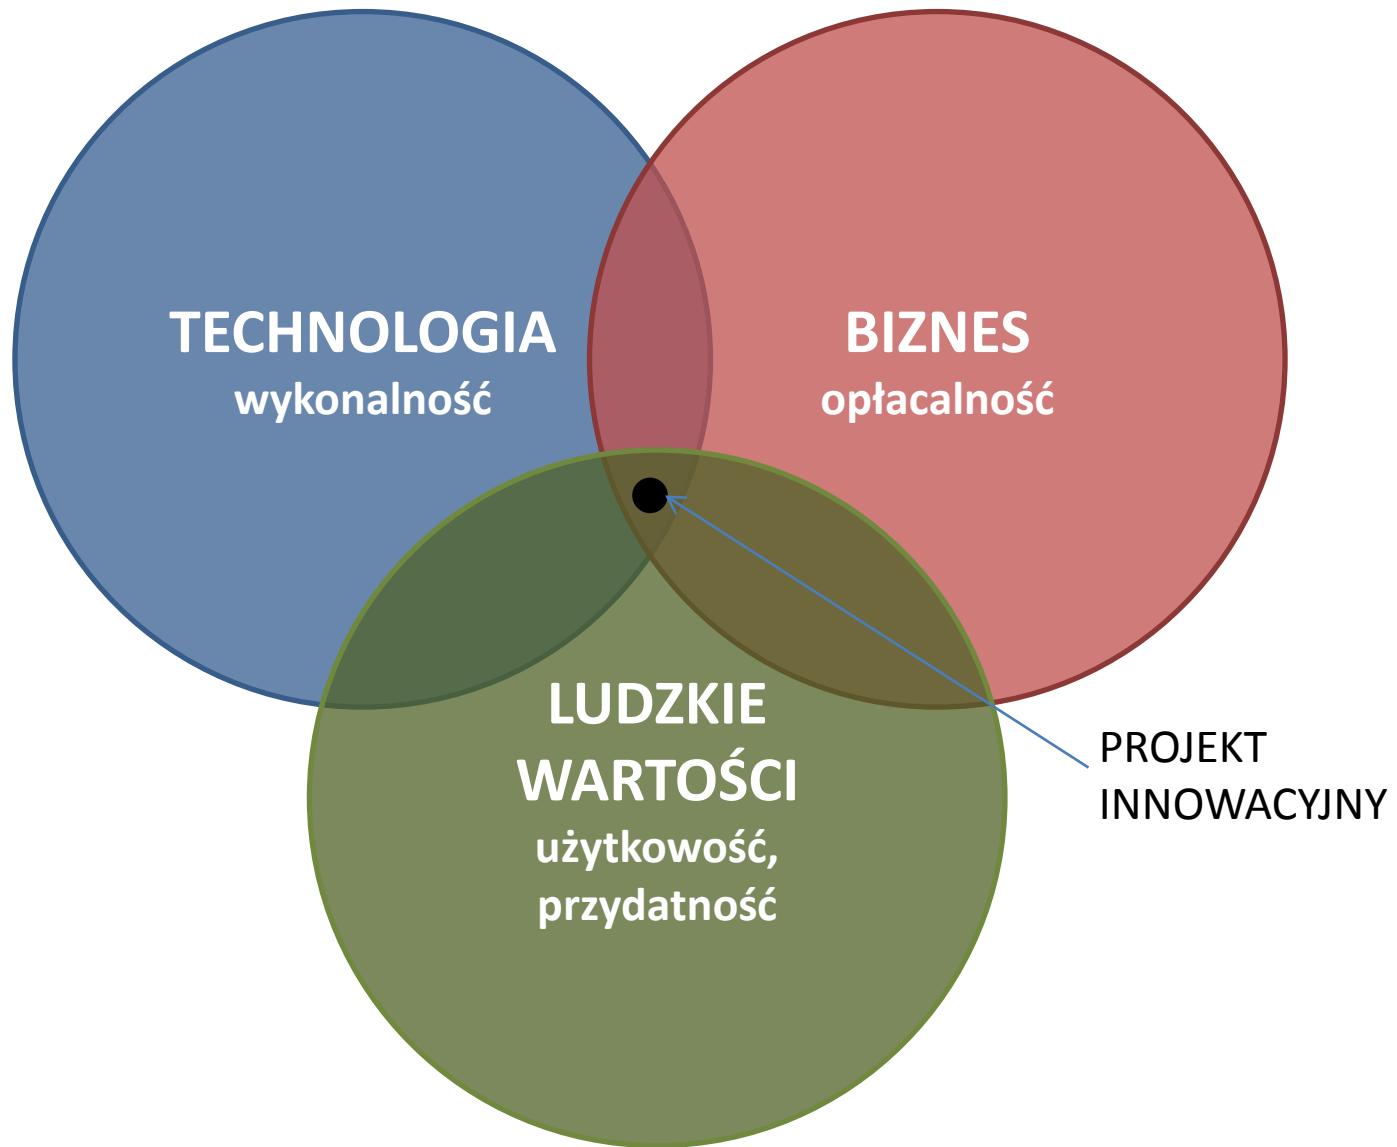 TECHNOLOGIA
wykonalność
BIZNES
opłacalność
LUDZKIE
WARTOŚCI
użytkowość,
przydatność
PROJEKT
INNOWACYJNY